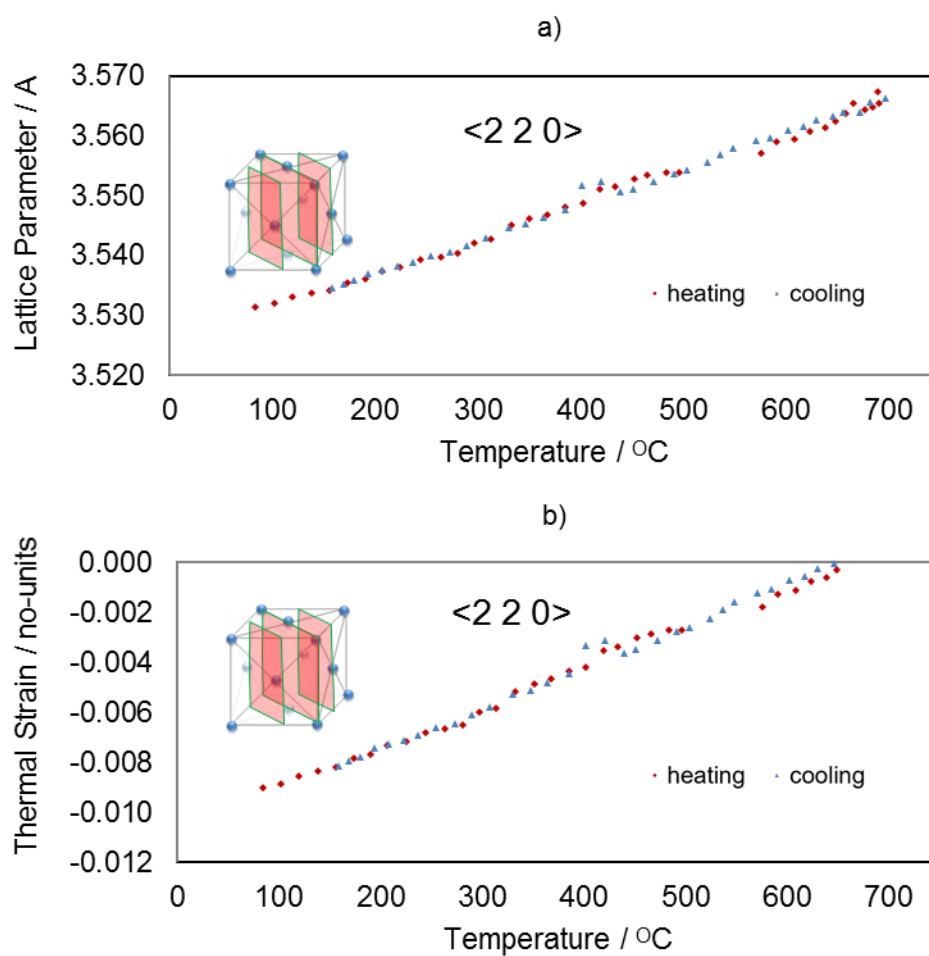 a)
Lattice Parameter / A
3.570
3.560
3.550
3.540
3.530
3.520
<2 2 0>
heating
cooling
0
100
200
300
400
500
600
700
Temperature / OC
b)
Thermal Strain / no-units
0.000
-0.002
-0.004
-0.006
-0.008
-0.010
-0.012
<2 2 0>
heating
cooling
0
100
200
300
400
500
600
700
Temperature / OC